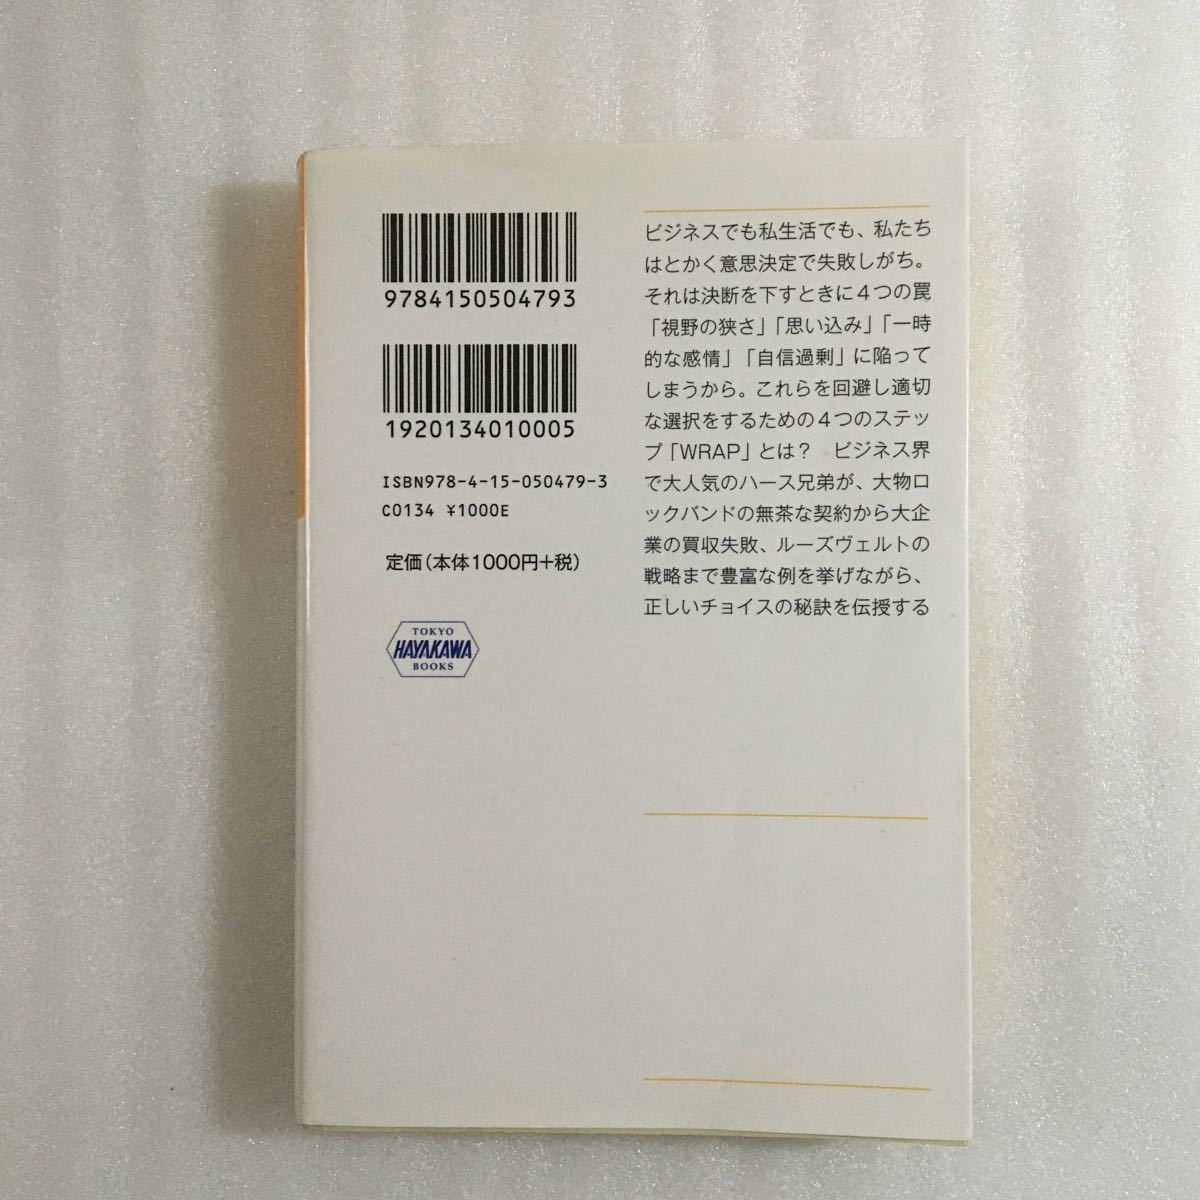 9784150504793
1920134010005
ISBN978-4-15-050479-3
C0134 ¥1000E
定価(本体1000円+税)
TOKYO
HAYAKAWA
BOOKS
ビジネスでも私生活でも、私たち
はとかく意思決定で失敗しがち。
それは決断を下すときに4つの罠
「視野の狭さ」「思い込み」「一時
的な感情」「自信過剰」に陥って
しまうから。これらを回避し適切
な選択をするための4つのステッ
プ「WRAP」とは? ビジネス界
で大人気のハース兄弟が、大物ロ
ックバンドの無茶な契約から大企
業の買収失敗、ルーズヴェルトの
戦略まで豊富な例を挙げながら、
正しいチョイスの秘訣を伝授する